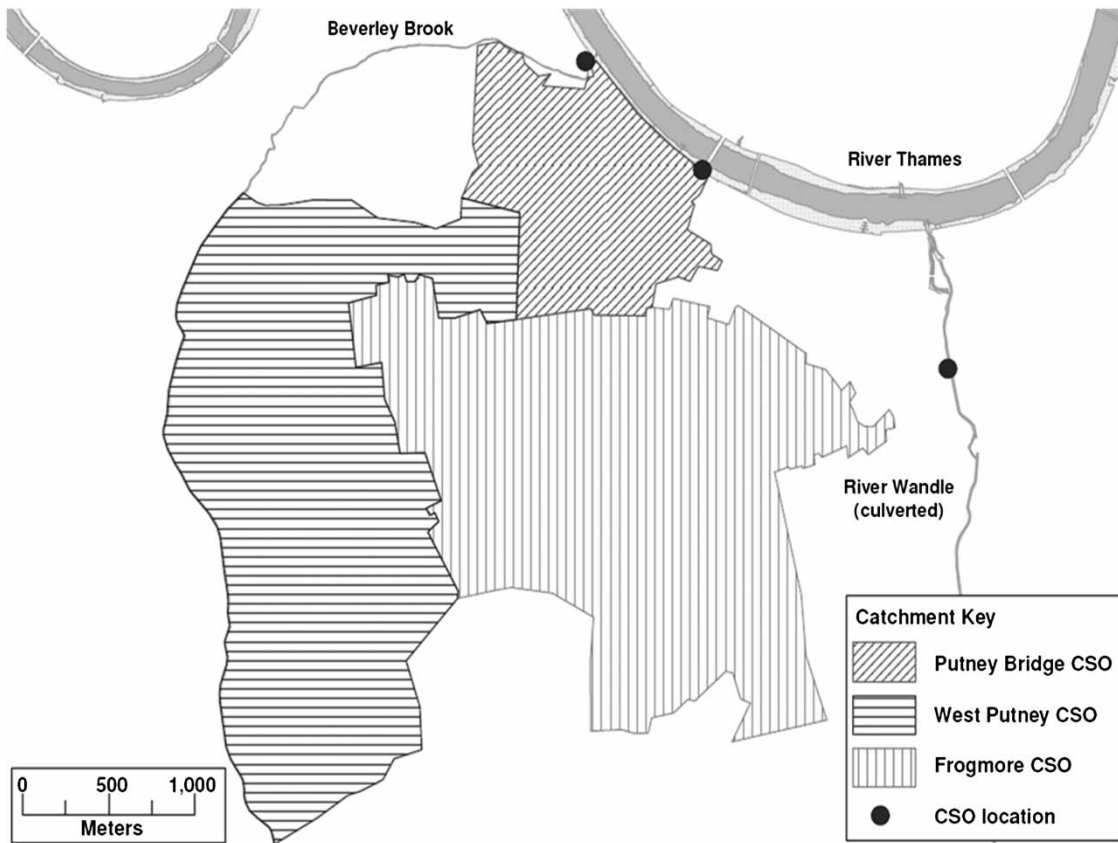 Beverley Brook
River Thames
River Wandle
(culverted)
Catchment Key
Putney Bridge CSO
West Putney CSO
Frogmore CSO
CSO location
0 500 1,000
Meters